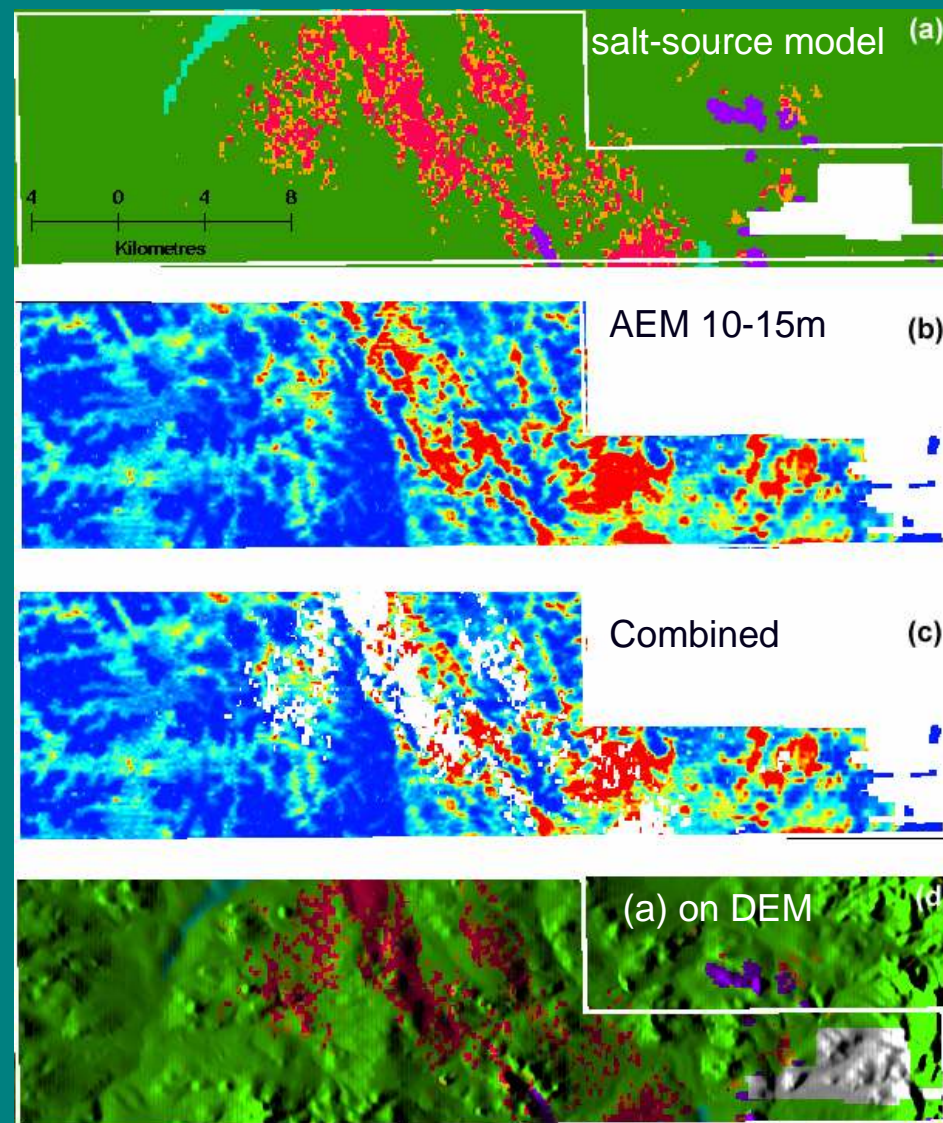 salt-source model (a)
4 0 4 8
Kilometres
AEM 10-15m (b)
Combined (c)
(a) on DEM (d